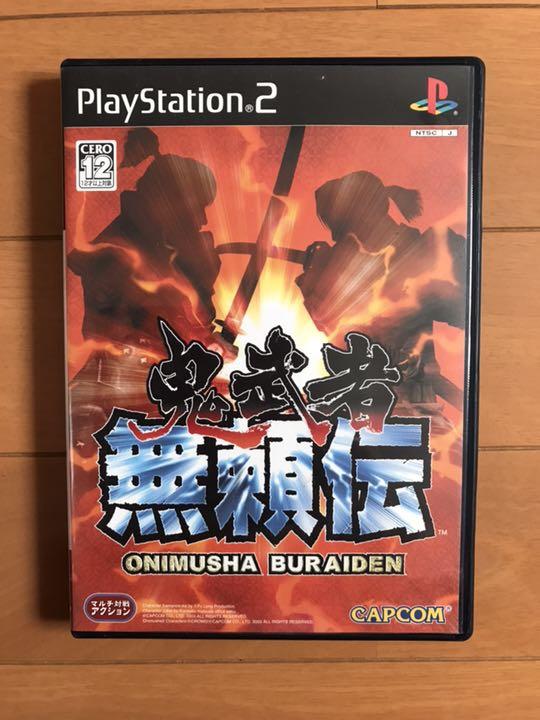 PlayStation®2
NTSC J
CERO
12
12才以上対象
鬼武者
無頼伝
TM
ONIMUSHA BURAIDEN
マルチ対戦
アクション
CAPCOM